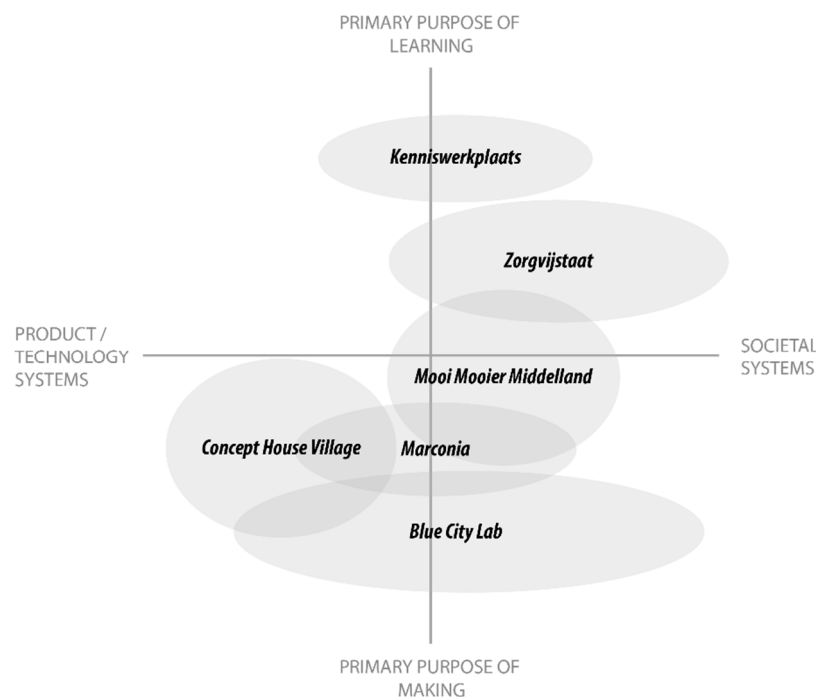 PRIMARY PURPOSE OF
LEARNING
Kenniswerkplaats
Zorgvijstaat
PRODUCT /
TECHNOLOGY
SYSTEMS
SOCIETAL
SYSTEMS
Mooi Mooier Middelland
Concept House Village
Marconia
Blue City Lab
PRIMARY PURPOSE OF
MAKING